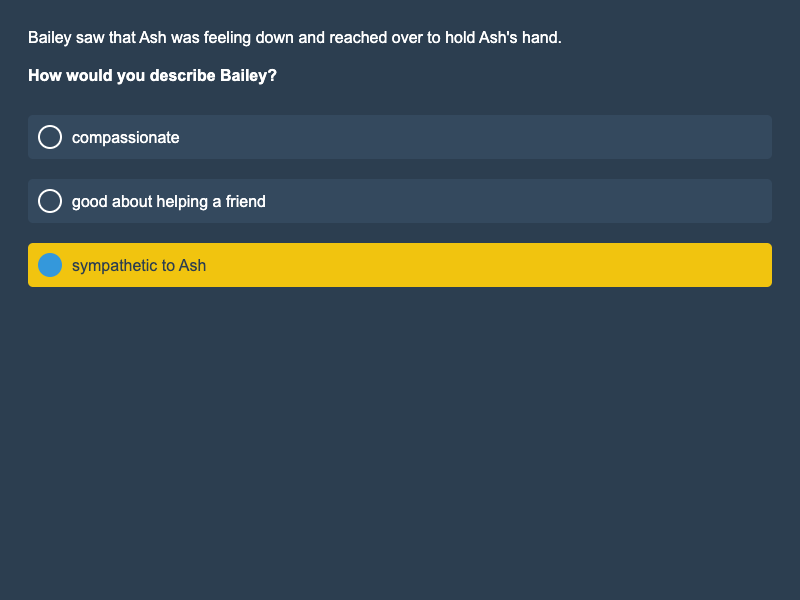 Bailey saw that Ash was feeling down and reached over to hold Ash's hand.
How would you describe Bailey?
compassionate
good about helping a friend
sympathetic to Ash